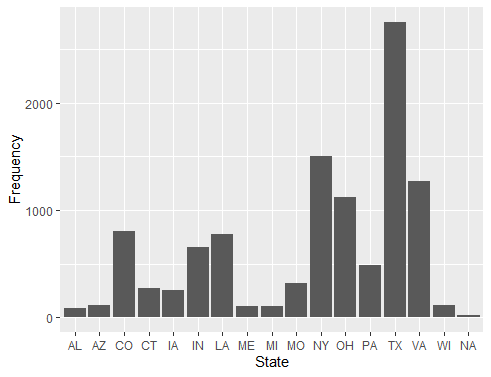 Frequency
2000
1000
0
AL AZ CO CT IA IN LA ME MI MO NY OH PA TX VA WI NA
State